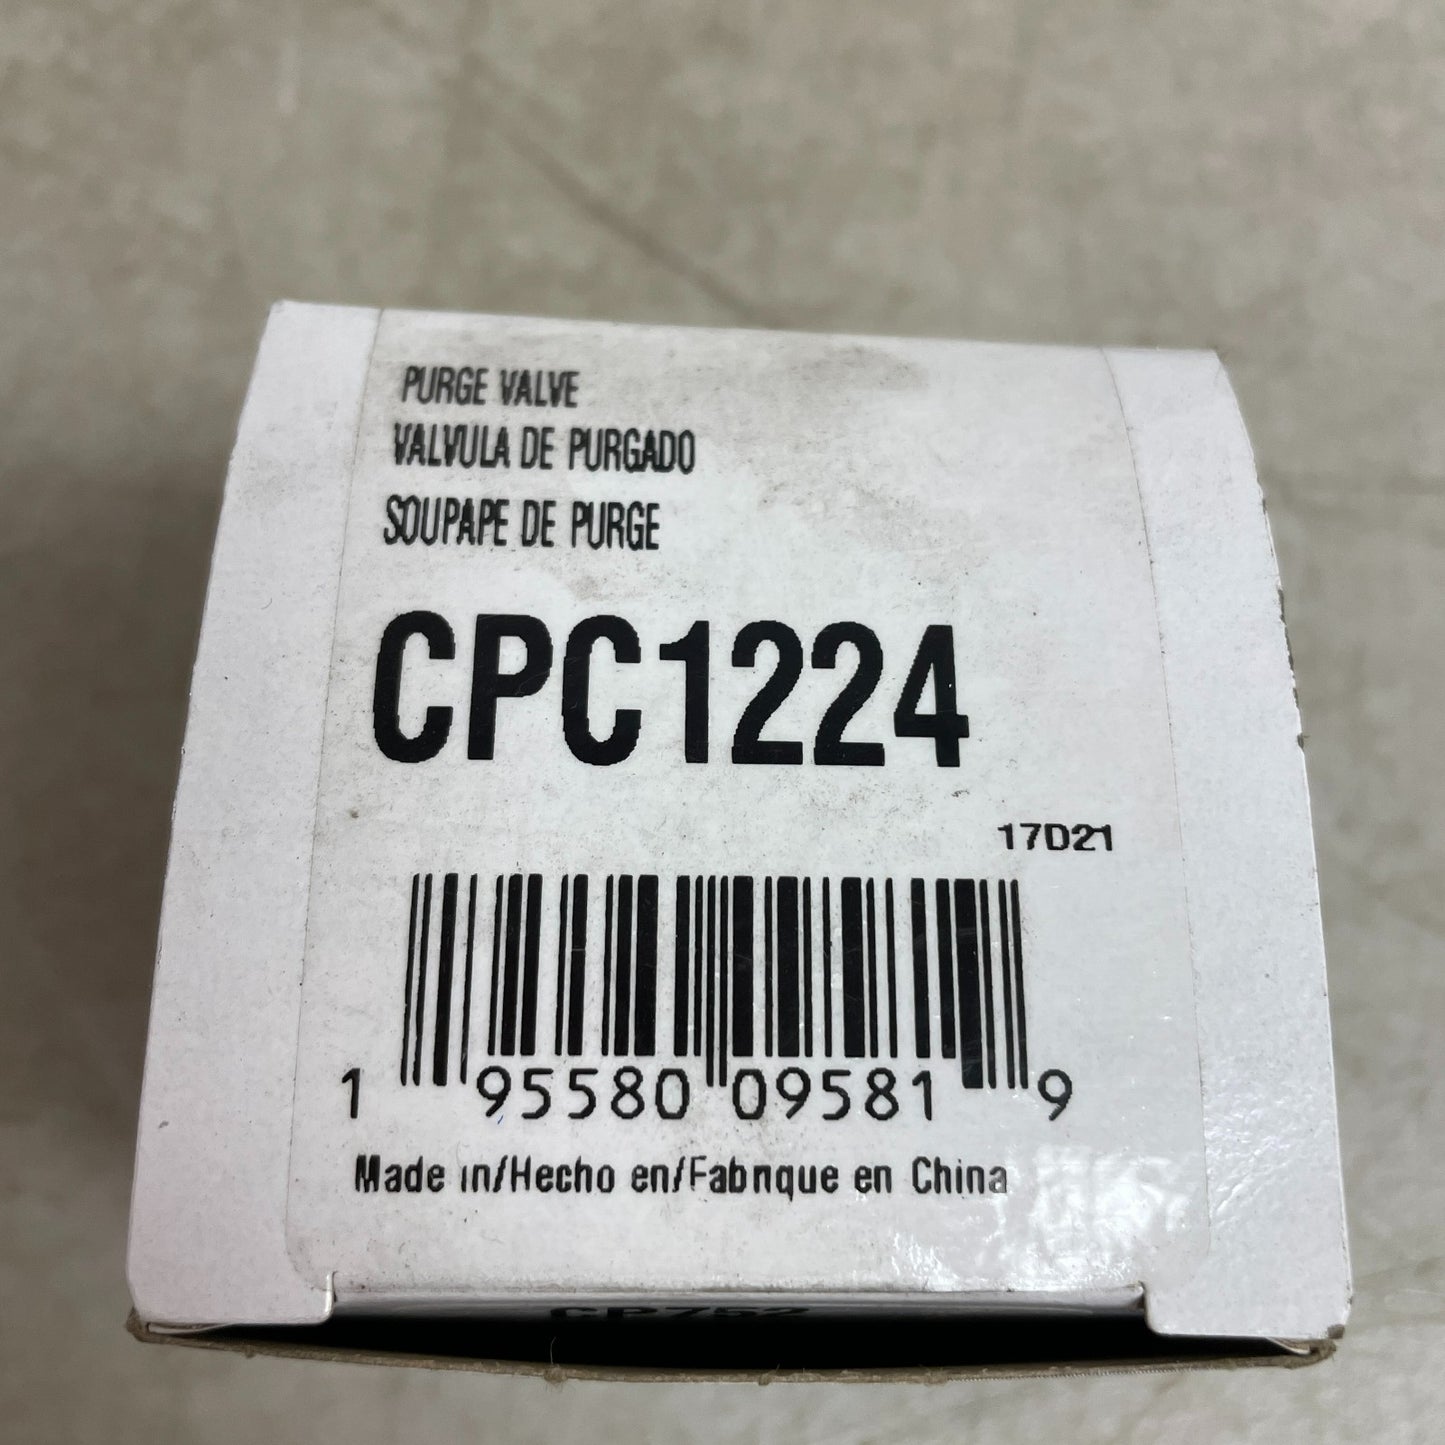 PURGE VALVE
VALVULA DE PURGADO
SOUPAPE DE PURGE
CPC1224
17D21
1 95580 09581 9
Made in/Hecho en/Fabrique en China
CP752